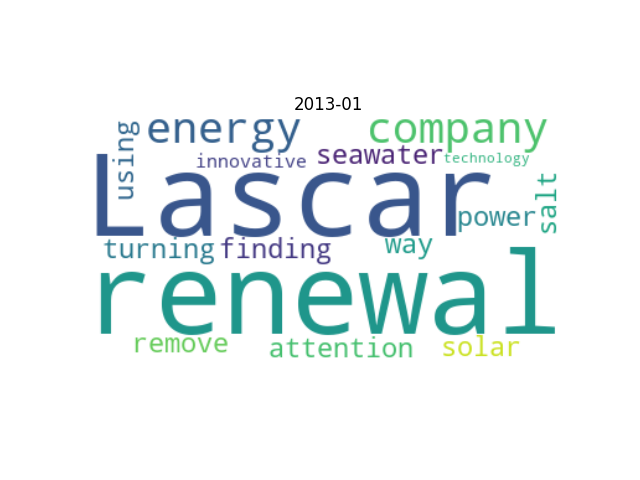 2013-01
using
energy
company
innovative
seawater
technology
Lascar
power
salt
turning
finding
way
renewal
remove
attention
solar